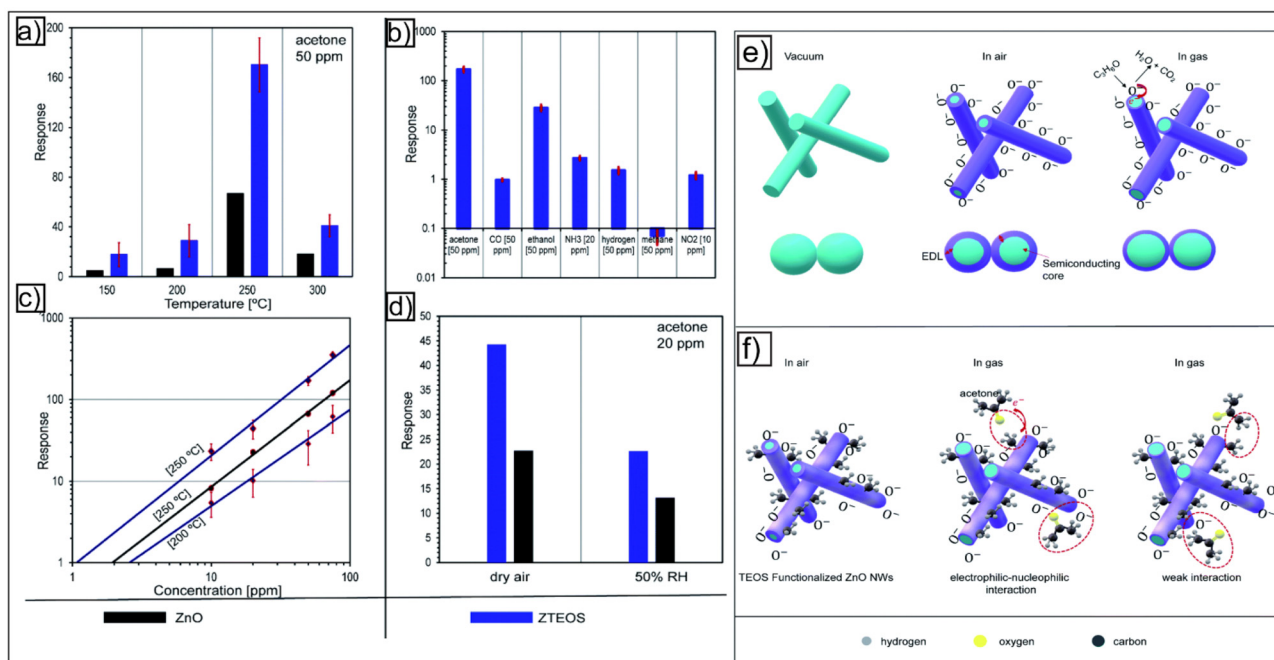 a)
acetone
50 ppm
Response
200
160
120
80
40
0
150 200 250 300
Temperature [ºC]
b)
Response
1000
100
10
1
0.1
0.01
acetone [50 ppm]
CO [50 ppm]
ethanol [50 ppm]
NH3 [20 ppm]
hydrogen [50 ppm]
methane [50 ppm]
NO2 [10 ppm]
c)
Response
1000
100
10
1
[250 ºC]
[250 ºC]
[200 ºC]
1 10 100
Concentration [ppm]
d)
acetone
20 ppm
Response
50
45
40
35
30
25
20
15
10
5
0
dry air 50% RH
ZnO ZTEOS
e)
Vacuum In air In gas
C₃H₆O H₂O + CO₂
O⁻ O⁻ O⁻ O⁻ O⁻ O⁻
EDL
Semiconducting
core
f)
In air In gas In gas
acetone
e⁻
O⁻ O⁻ O⁻ O⁻ O⁻ O⁻
TEOS Functionalized ZnO NWs
electrophilic-nucleophilic
interaction
weak interaction
hydrogen oxygen carbon